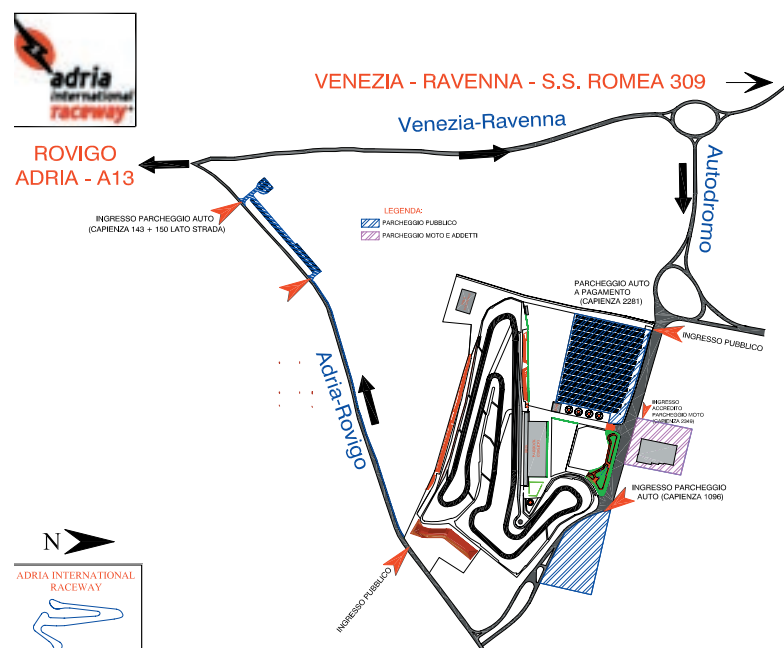 adria
international
raceway
VENEZIA - RAVENNA - S.S. ROMEA 309
Venezia-Ravenna
ROVIGO
ADRIA - A13
Autodromo
INGRESSO PARCHEGGIO AUTO
(CAPIENZA 143 + 150 LATO STRADA)
LEGENDA:
PARCHEGGIO PUBBLICO
PARCHEGGIO MOTO E ADDETTI
PARCHEGGIO AUTO
A PAGAMENTO
(CAPIENZA 2281)
INGRESSO PUBBLICO
Adria-Rovigo
INGRESSO
ACCREDITO
PARCHEGGIO MOTO
(CAPIENZA 2349)
INGRESSO PARCHEGGIO
AUTO (CAPIENZA 1096)
N
INGRESSO PUBBLICO
ADRIA INTERNATIONAL
RACEWAY